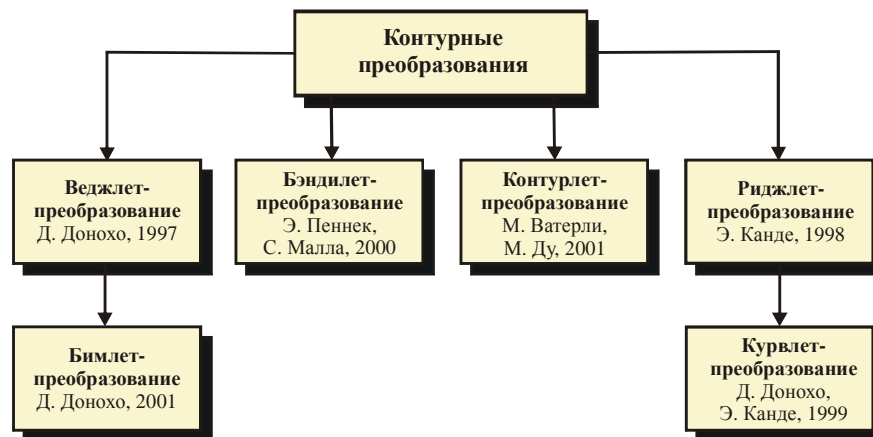 Контурные
преобразования
Веджлет-
преобразование
Д. Донохо, 1997
Бэндилет-
преобразование
Э. Пеннек,
С. Малла, 2000
Контурлет-
преобразование
М. Ватерли,
М. Ду, 2001
Риджлет-
преобразование
Э. Канде, 1998
Бимлет-
преобразование
Д. Донохо, 2001
Курвлет-
преобразование
Д. Донохо,
Э. Канде, 1999